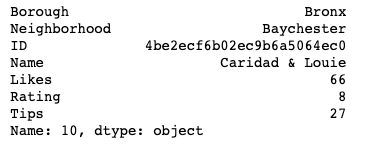 Borough Bronx
Neighborhood Baychester
ID 4be2ecf6b02ec9b6a5064ec0
Name Caridad & Louie
Likes 66
Rating 8
Tips 27
Name: 10, dtype: object